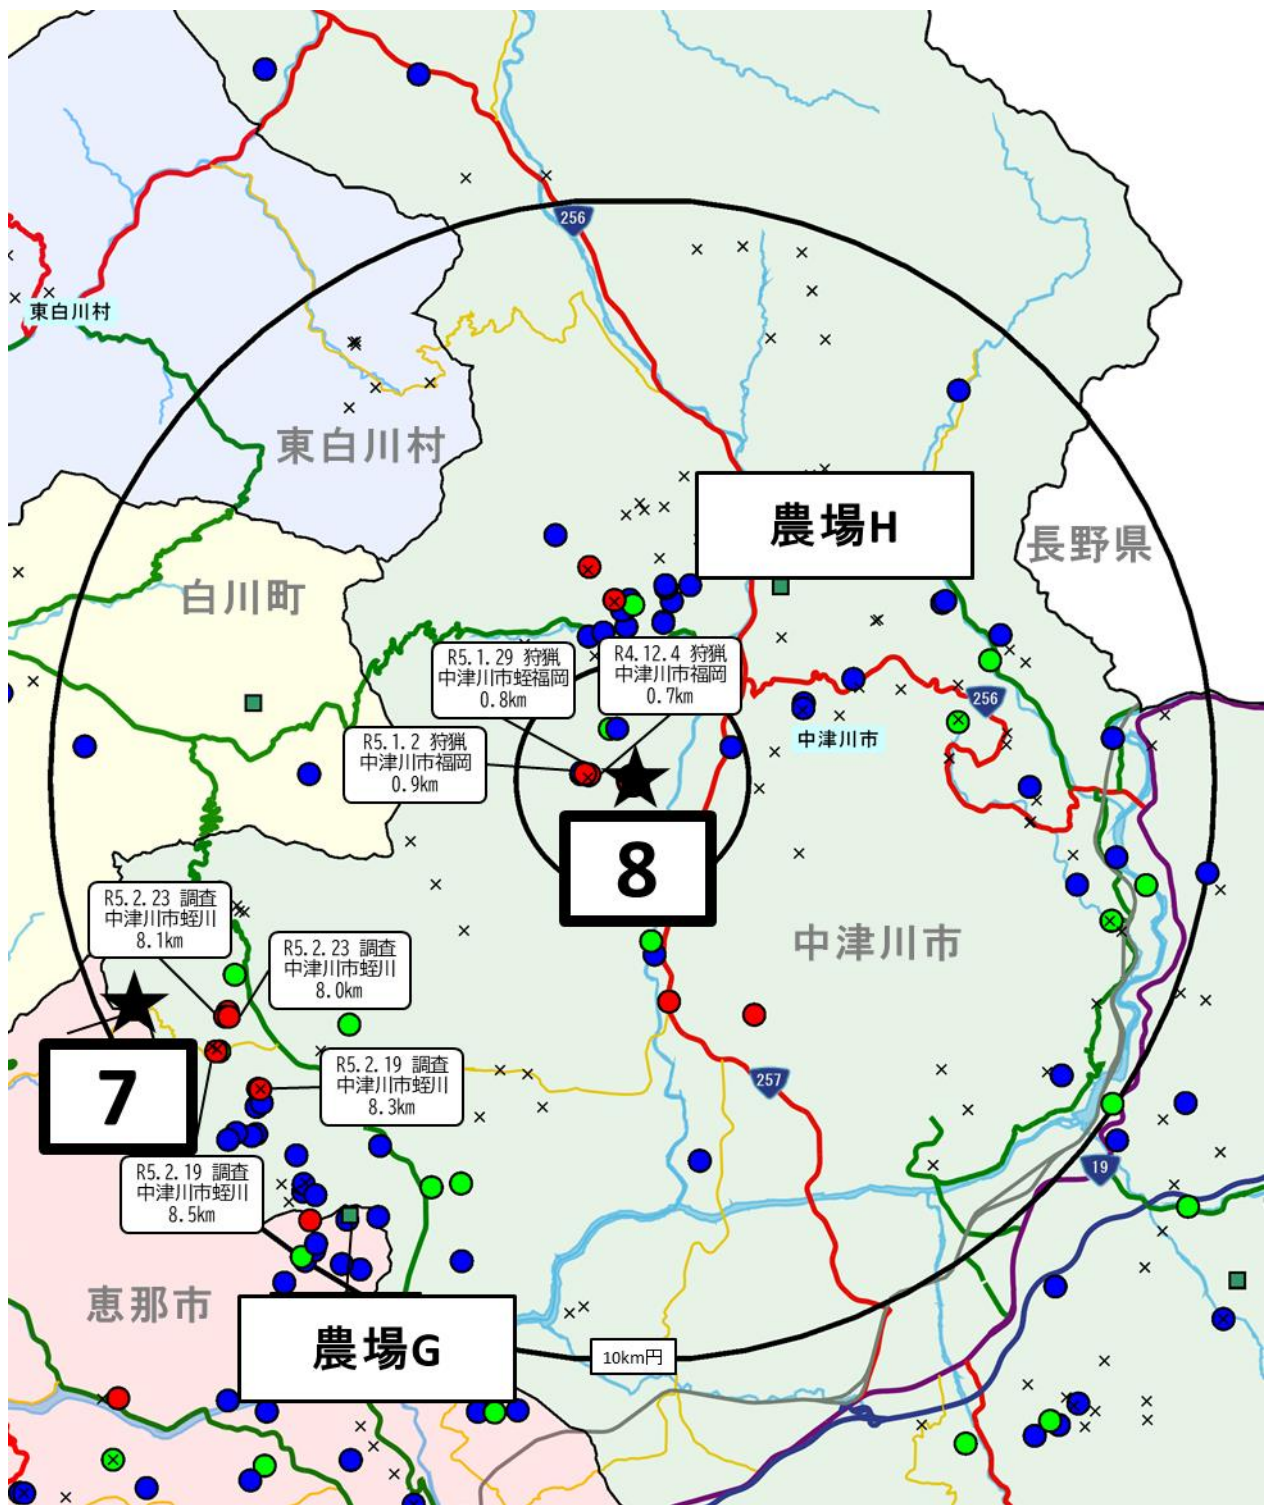 256
東白川村
東白川村
農場H
長野県
白川町
R5.1.29 狩猟
中津川市蛭福岡
0.8km
R4.12.4 狩猟
中津川市福岡
0.7km
256
R5.1.2 狩猟
中津川市福岡
0.9km
中津川市
8
R5.2.23 調査
中津川市蛭川
8.1km
R5.2.23 調査
中津川市蛭川
8.0km
中津川市
7
R5.2.19 調査
中津川市蛭川
8.3km
257
R5.2.19 調査
中津川市蛭川
8.5km
19
恵那市
農場G
10km円